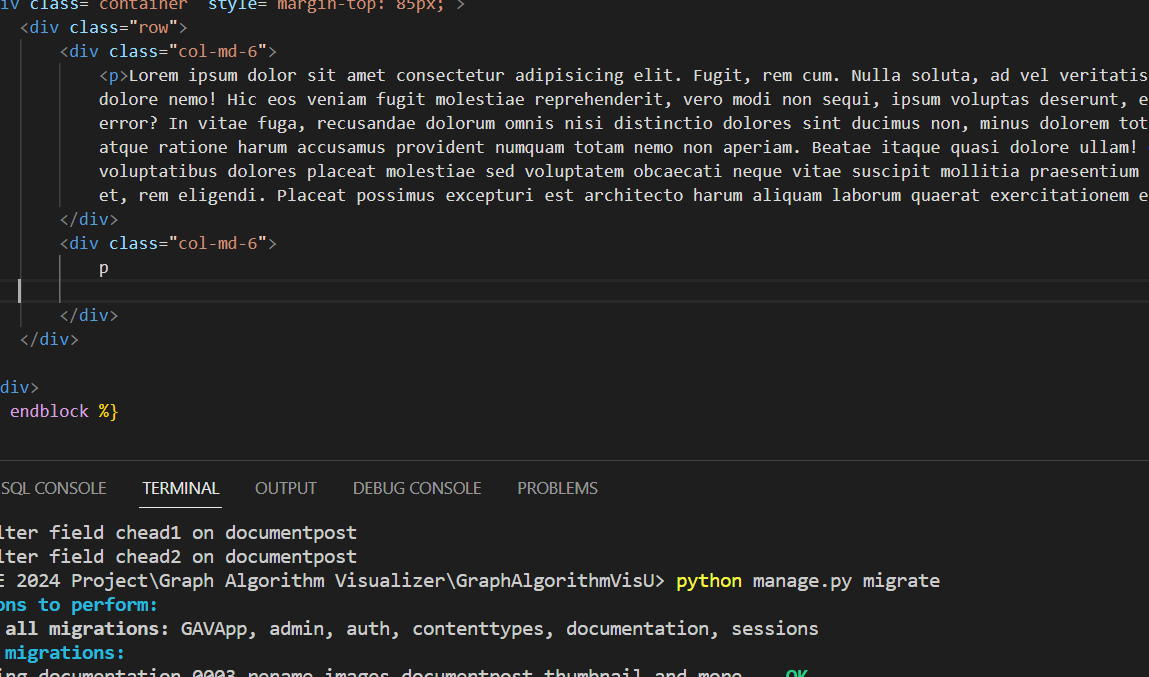 iv class="container" style="margin-top: 85px;">
<div class="row">
<div class="col-md-6">
<p>Lorem ipsum dolor sit amet consectetur adipisicing elit. Fugit, rem cum. Nulla soluta, ad vel veritatis
dolore nemo! Hic eos veniam fugit molestiae reprehenderit, vero modi non sequi, ipsum voluptas deserunt, e
error? In vitae fuga, recusandae dolorum omnis nisi distinctio dolores sint ducimus non, minus dolorem tot
atque ratione harum accusamus provident numquam totam nemo non aperiam. Beatae itaque quasi dolore ullam!
voluptatibus dolores placeat molestiae sed voluptatem obcaecati neque vitae suscipit mollitia praesentium
et, rem eligendi. Placeat possimus excepturi est architecto harum aliquam laborum quaerat exercitationem e
</div>
<div class="col-md-6">
p
</div>
</div>
div>
endblock %}
SQL CONSOLE TERMINAL OUTPUT DEBUG CONSOLE PROBLEMS
lter field chead1 on documentpost
lter field chead2 on documentpost
E 2024 Project\Graph Algorithm Visualizer\GraphAlgorithmVisU> python manage.py migrate
ons to perform:
all migrations: GAVApp, admin, auth, contenttypes, documentation, sessions
migrations:
ing documentation.0003_rename_images_documentpost_thumbnail_and_more... OK